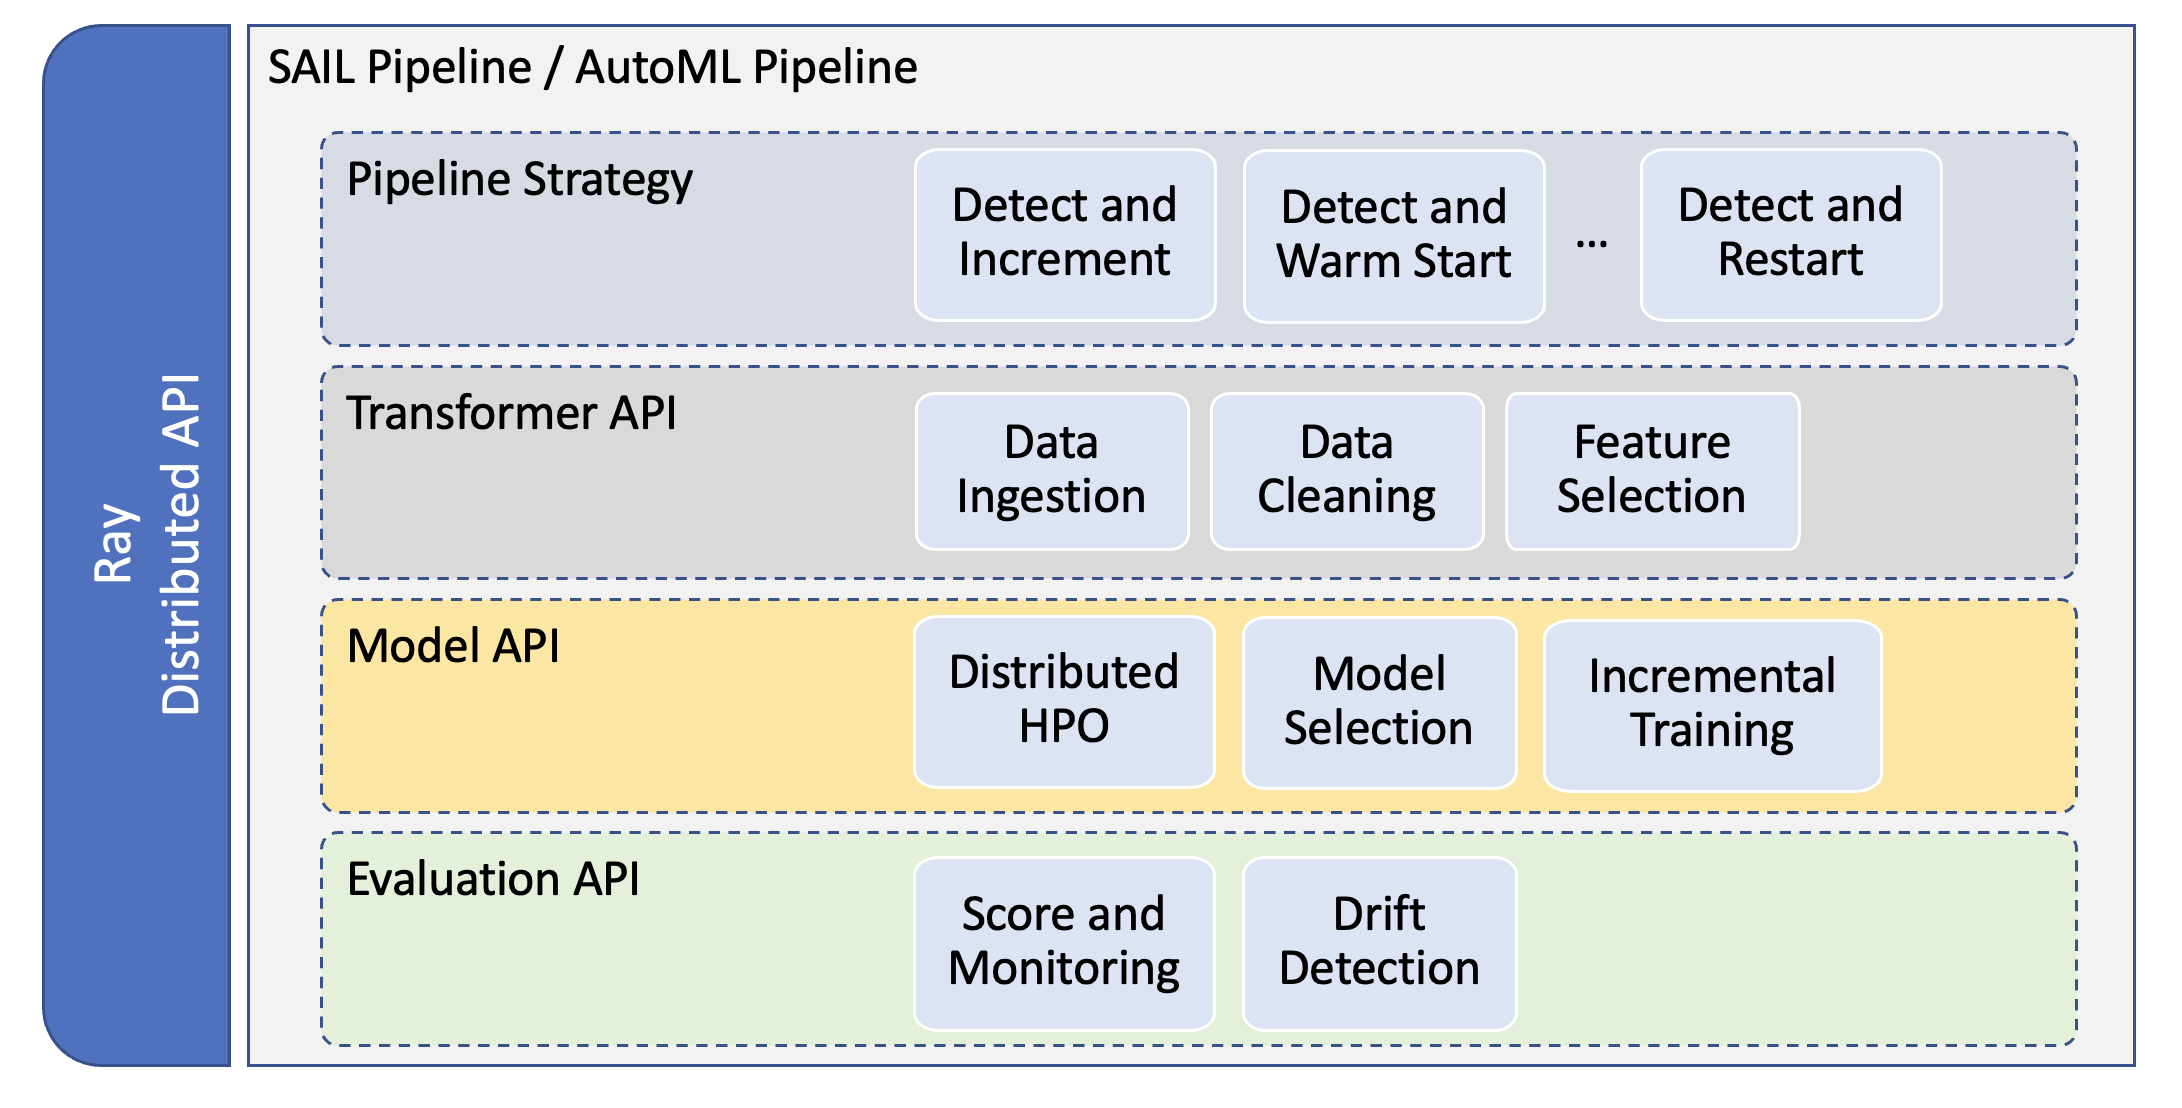 Ray
Distributed API
SAIL Pipeline / AutoML Pipeline
Pipeline Strategy
Detect and
Increment
Detect and
Warm Start
...
Detect and
Restart
Transformer API
Data
Ingestion
Data
Cleaning
Feature
Selection
Model API
Distributed
HPO
Model
Selection
Incremental
Training
Evaluation API
Score and
Monitoring
Drift
Detection